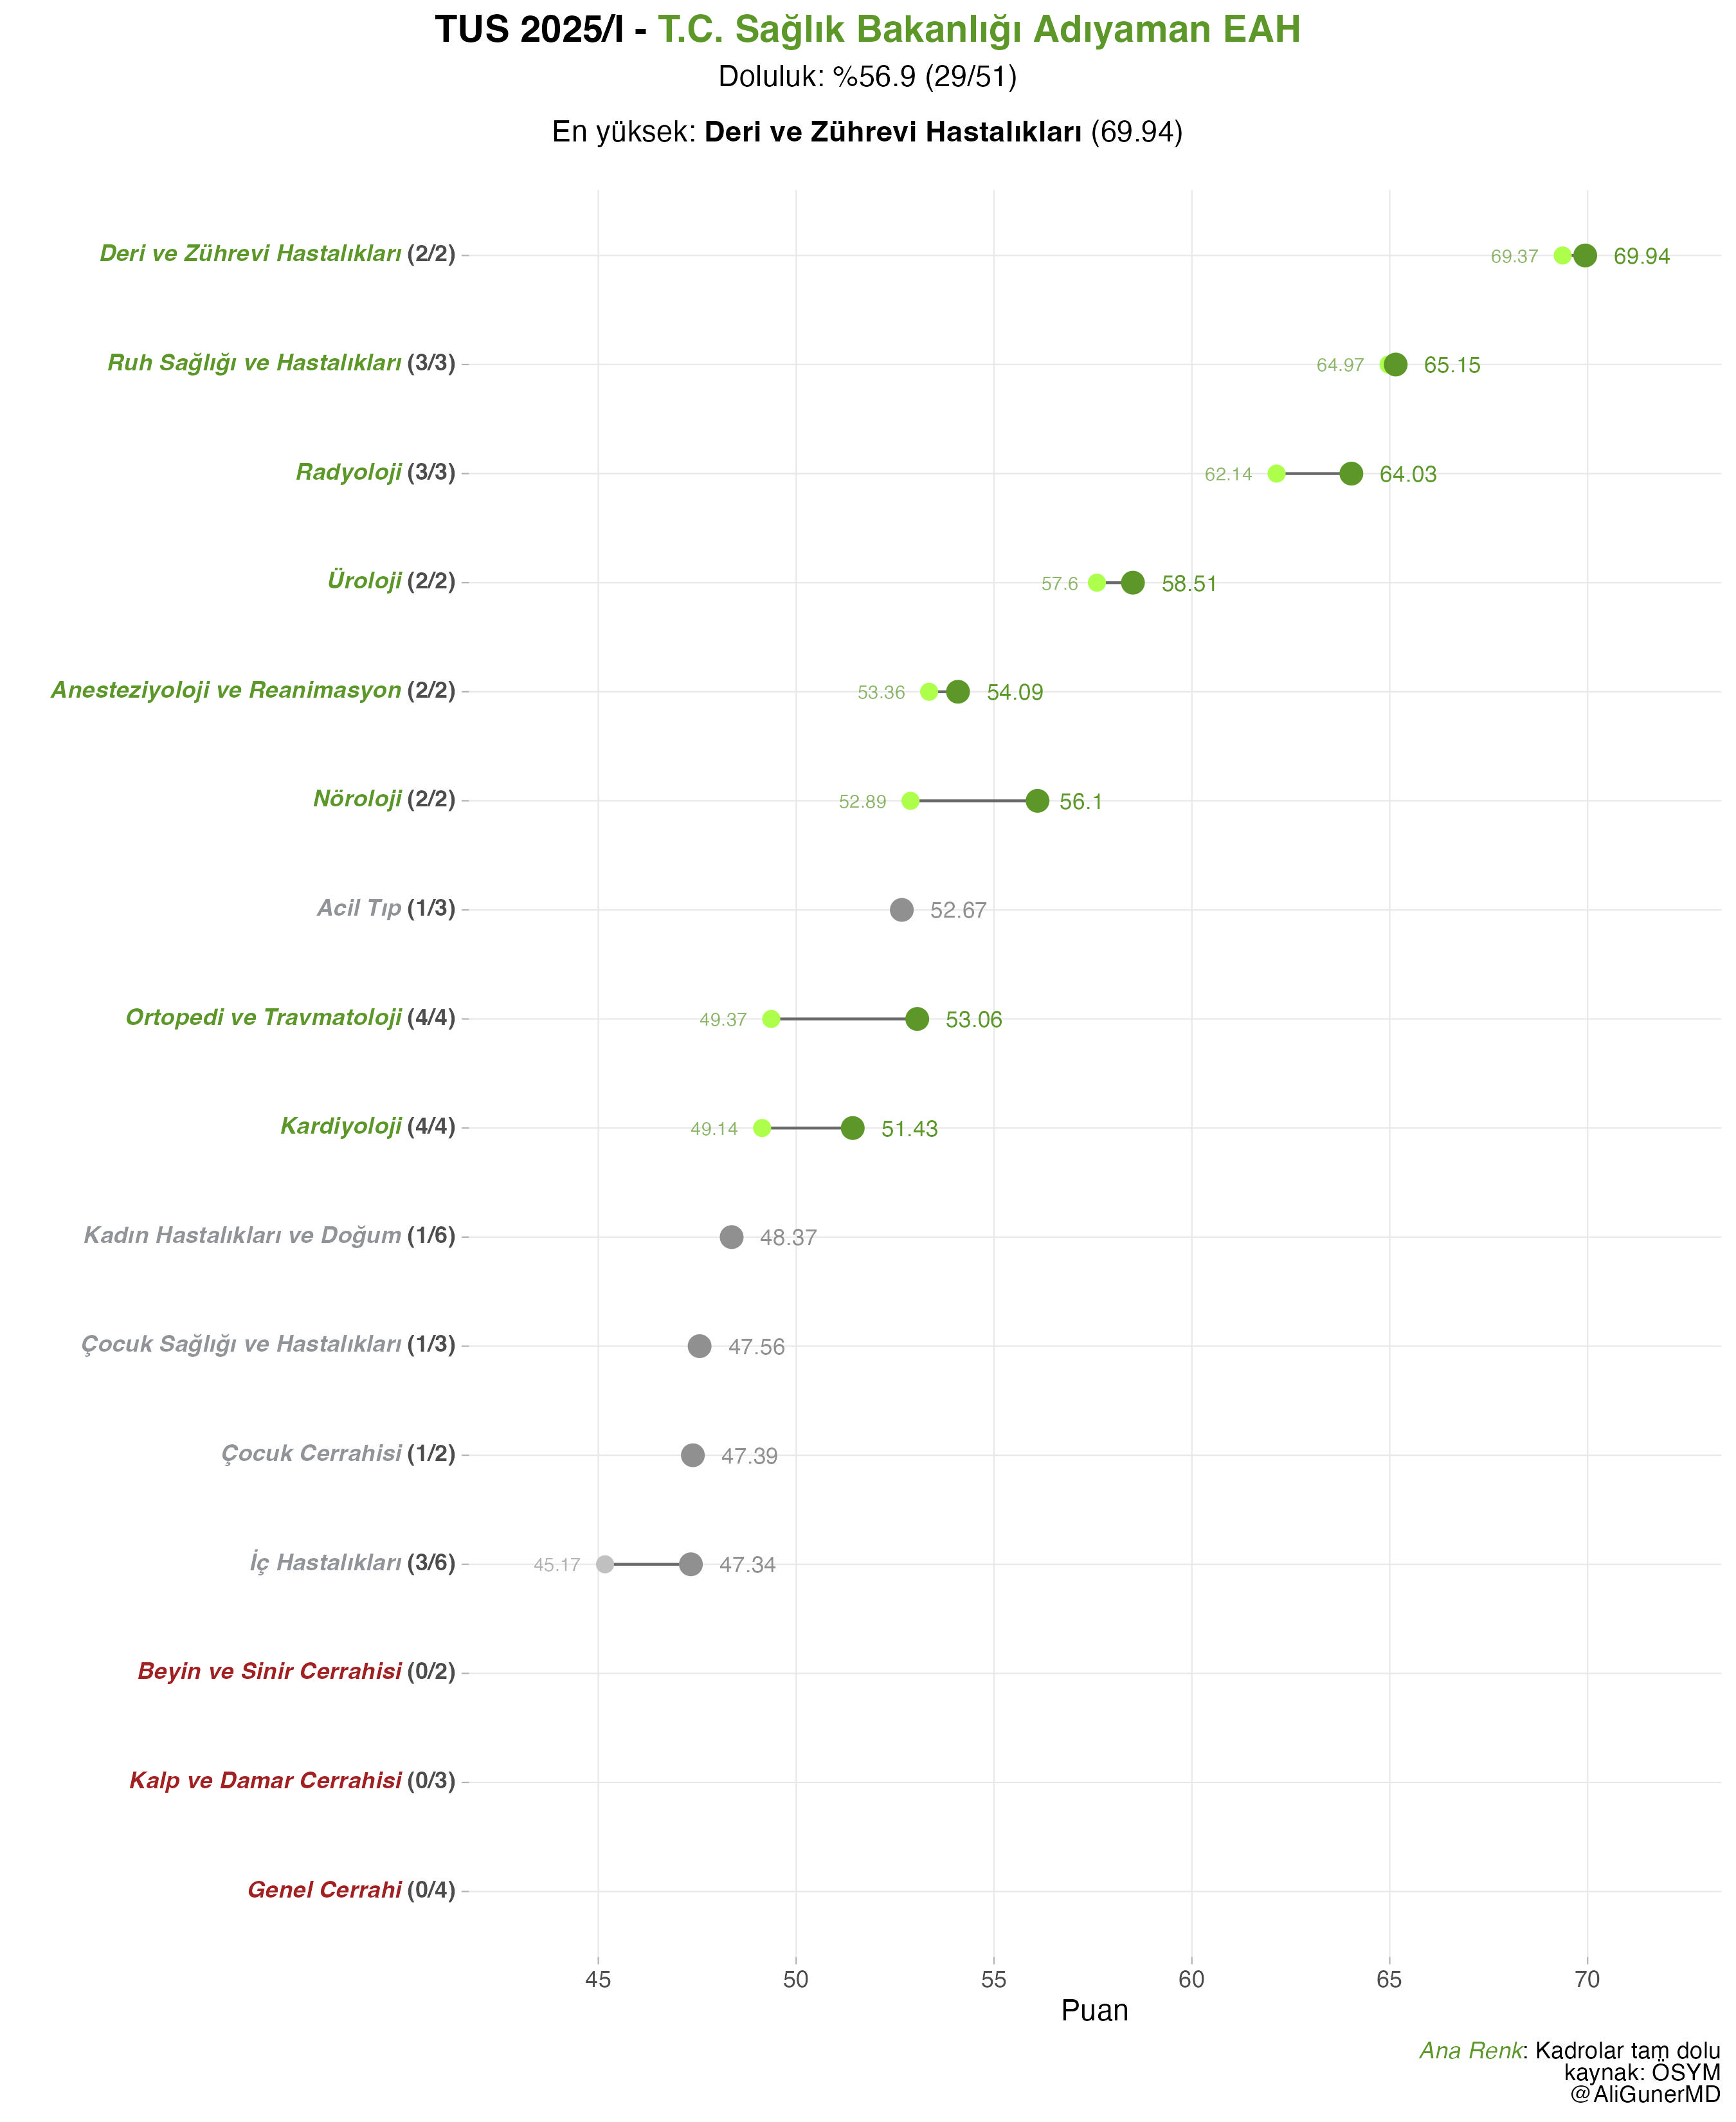 TUS 2025/I - T.C. Sağlık Bakanlığı Adıyaman EAH
Doluluk: %56.9 (29/51)
En yüksek: Deri ve Zührevi Hastalıkları (69.94)
Deri ve Zührevi Hastalıkları (2/2) 69.37 69.94
Ruh Sağlığı ve Hastalıkları (3/3) 64.97 65.15
Radyoloji (3/3) 62.14 64.03
Üroloji (2/2) 57.6 58.51
Anesteziyoloji ve Reanimasyon (2/2) 53.36 54.09
Nöroloji (2/2) 52.89 56.1
Acil Tıp (1/3) 52.67
Ortopedi ve Travmatoloji (4/4) 49.37 53.06
Kardiyoloji (4/4) 49.14 51.43
Kadın Hastalıkları ve Doğum (1/6) 48.37
Çocuk Sağlığı ve Hastalıkları (1/3) 47.56
Çocuk Cerrahisi (1/2) 47.39
İç Hastalıkları (3/6) 45.17 47.34
Beyin ve Sinir Cerrahisi (0/2)
Kalp ve Damar Cerrahisi (0/3)
Genel Cerrahi (0/4)
45 50 55 60 65 70
Puan
Ana Renk: Kadrolar tam dolu
kaynak: ÖSYM
@AliGunerMD